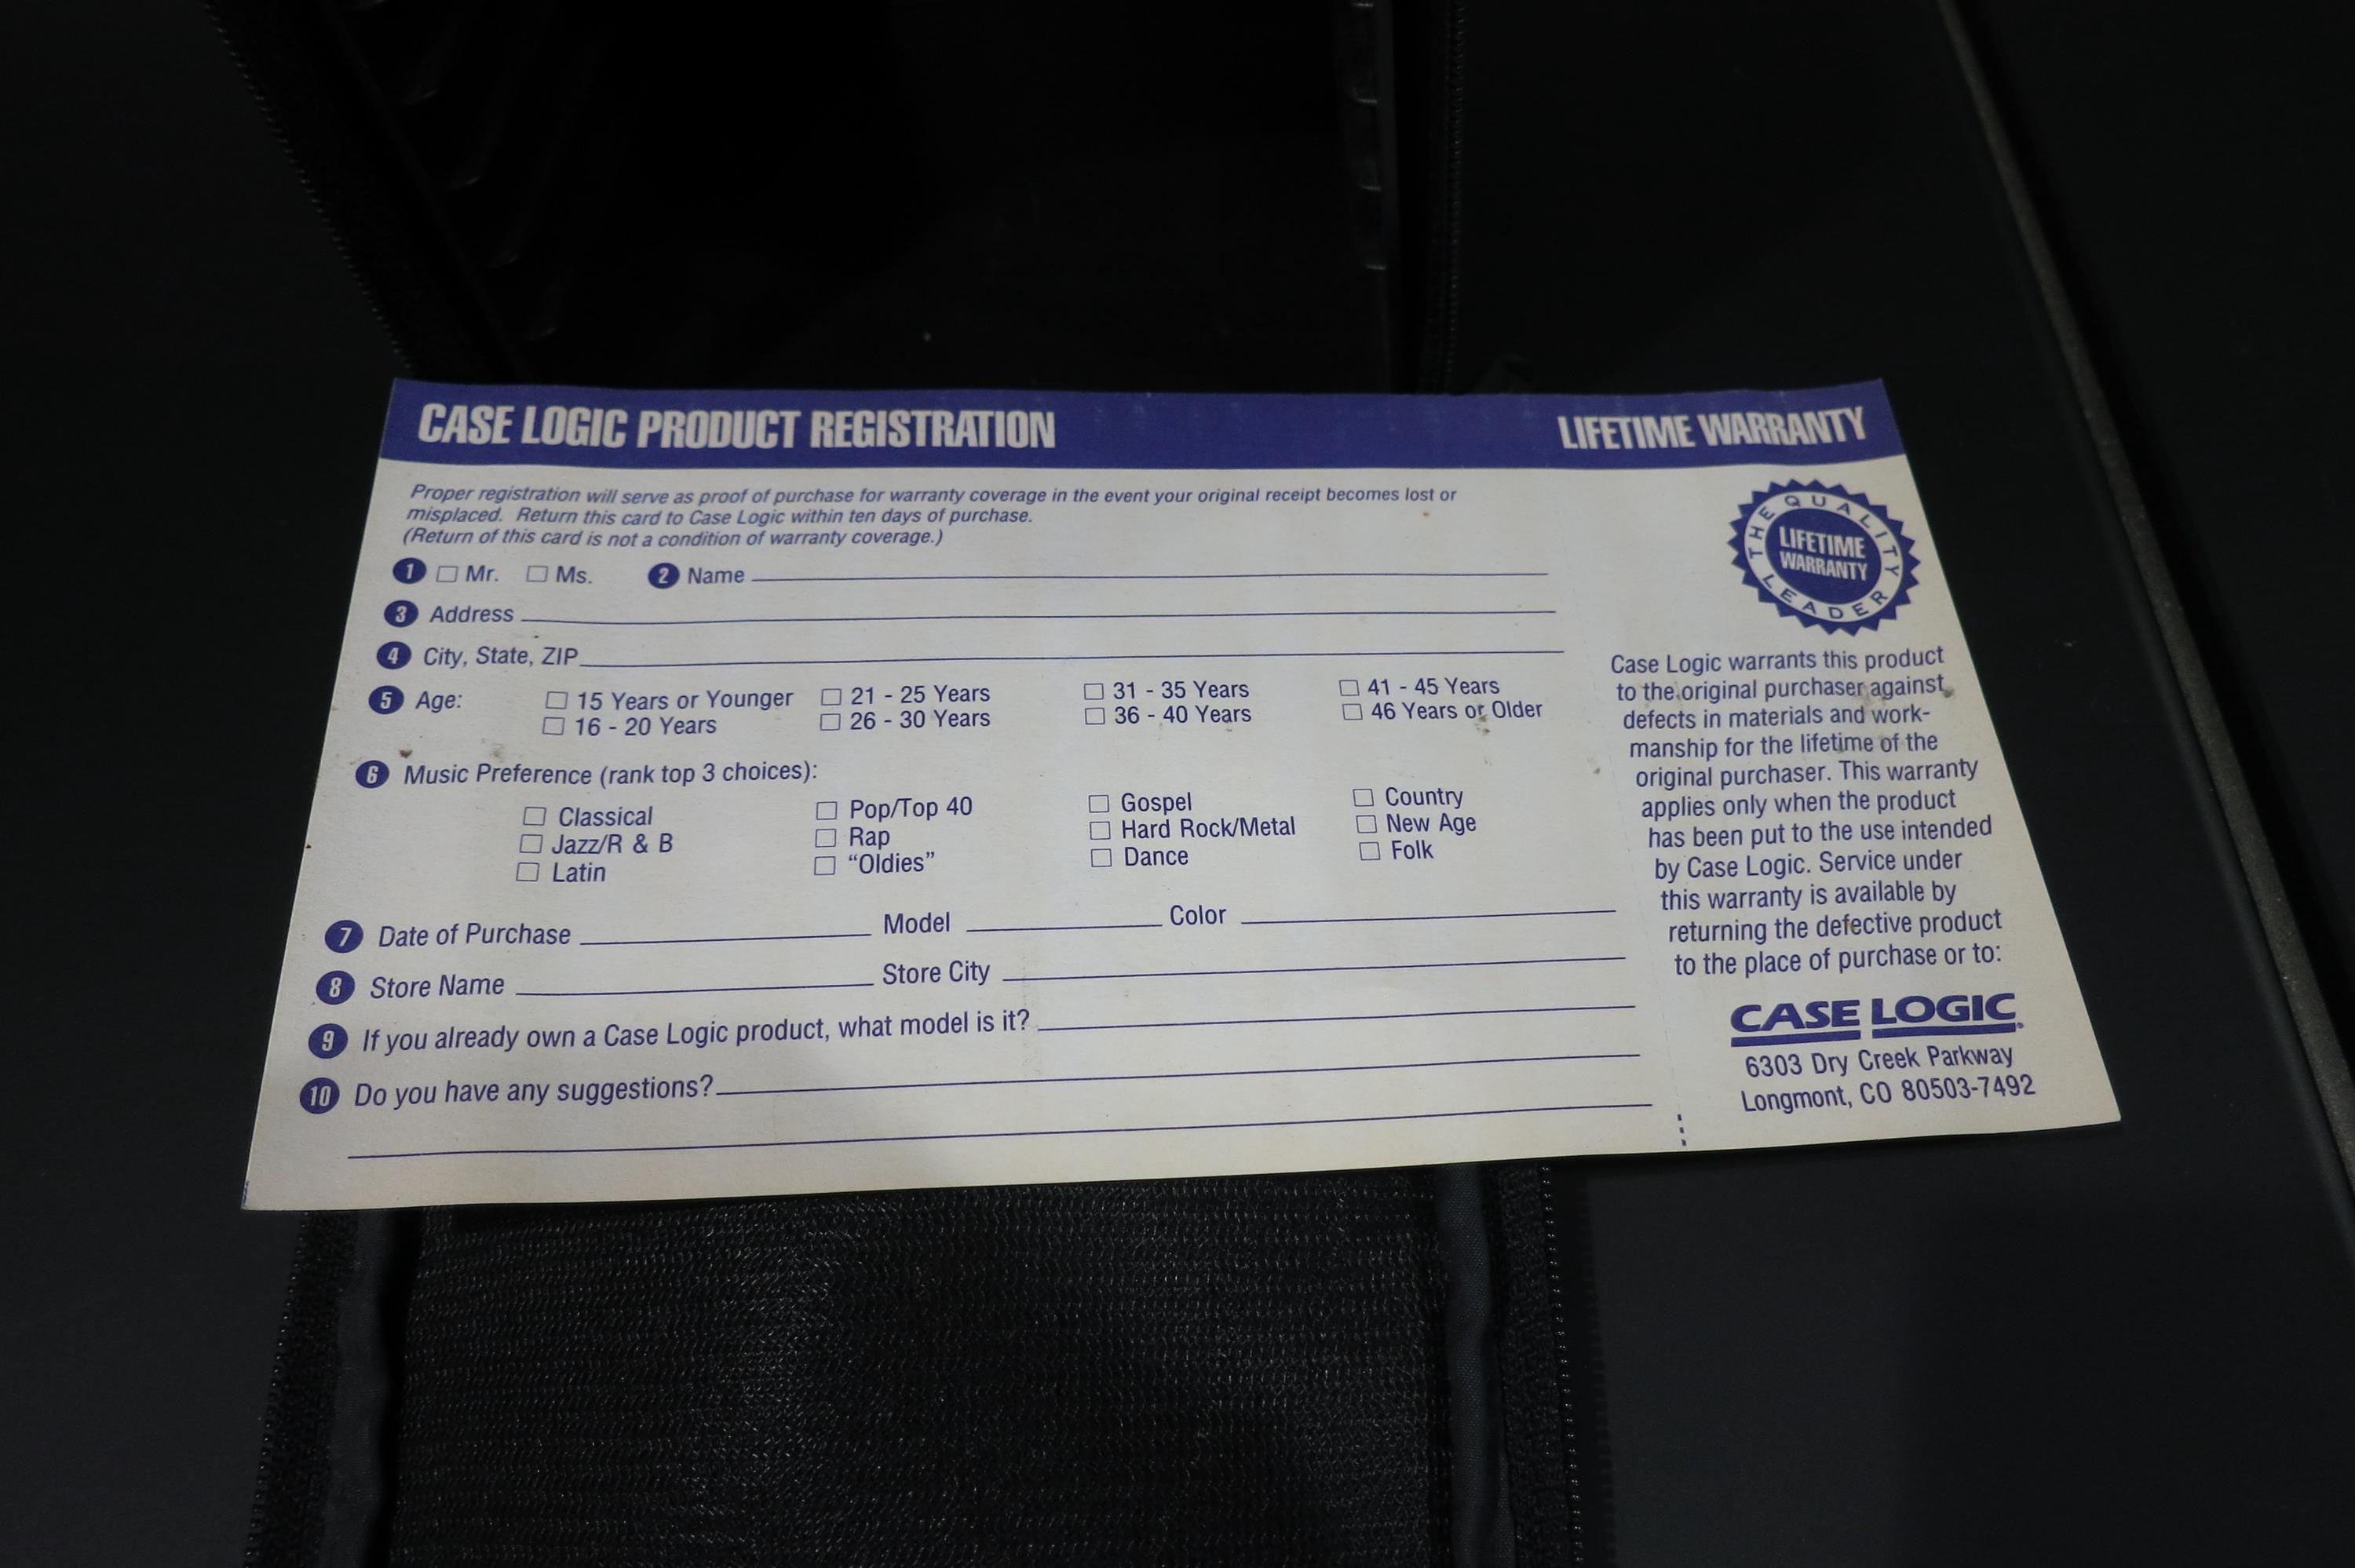 CASE LOGIC PRODUCT REGISTRATION
LIFETIME WARRANTY
Proper registration will serve as proof of purchase for warranty coverage in the event your original receipt becomes lost or
misplaced. Return this card to Case Logic within ten days of purchase.
(Return of this card is not a condition of warranty coverage.)
1 ☐ Mr. ☐ Ms. 2 Name
3 Address
4 City, State, ZIP
5 Age: ☐ 15 Years or Younger ☐ 21 - 25 Years ☐ 31 - 35 Years ☐ 41 - 45 Years
☐ 16 - 20 Years ☐ 26 - 30 Years ☐ 36 - 40 Years ☐ 46 Years or Older
6 Music Preference (rank top 3 choices):
☐ Classical ☐ Pop/Top 40 ☐ Gospel ☐ Country
☐ Jazz/R & B ☐ Rap ☐ Hard Rock/Metal ☐ New Age
☐ Latin ☐ “Oldies” ☐ Dance ☐ Folk
7 Date of Purchase Model Color
8 Store Name Store City
9 If you already own a Case Logic product, what model is it?
10 Do you have any suggestions?
THE QUALITY LEADER
LIFETIME
WARRANTY
Case Logic warrants this product
to the original purchaser against
defects in materials and work-
manship for the lifetime of the
original purchaser. This warranty
applies only when the product
has been put to the use intended
by Case Logic. Service under
this warranty is available by
returning the defective product
to the place of purchase or to:
CASE LOGIC®
6303 Dry Creek Parkway
Longmont, CO 80503-7492